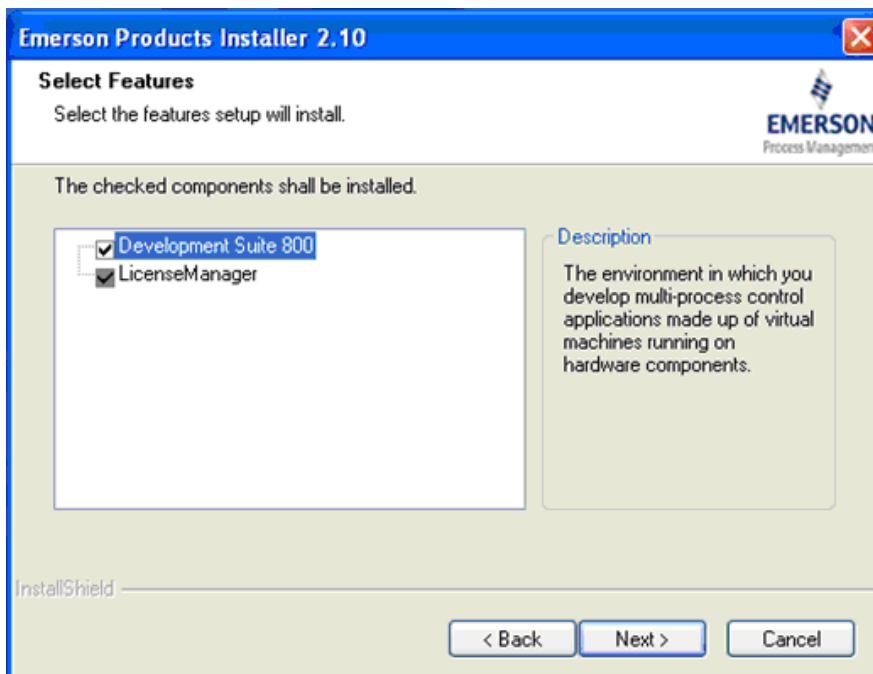 Emerson Products Installer 2.10
Select Features
Select the features setup will install.
EMERSON
Process Management
The checked components shall be installed.
Development Suite 800
LicenseManager
Description
The environment in which you
develop multi-process control
applications made up of virtual
machines running on
hardware components.
InstallShield
< Back
Next >
Cancel